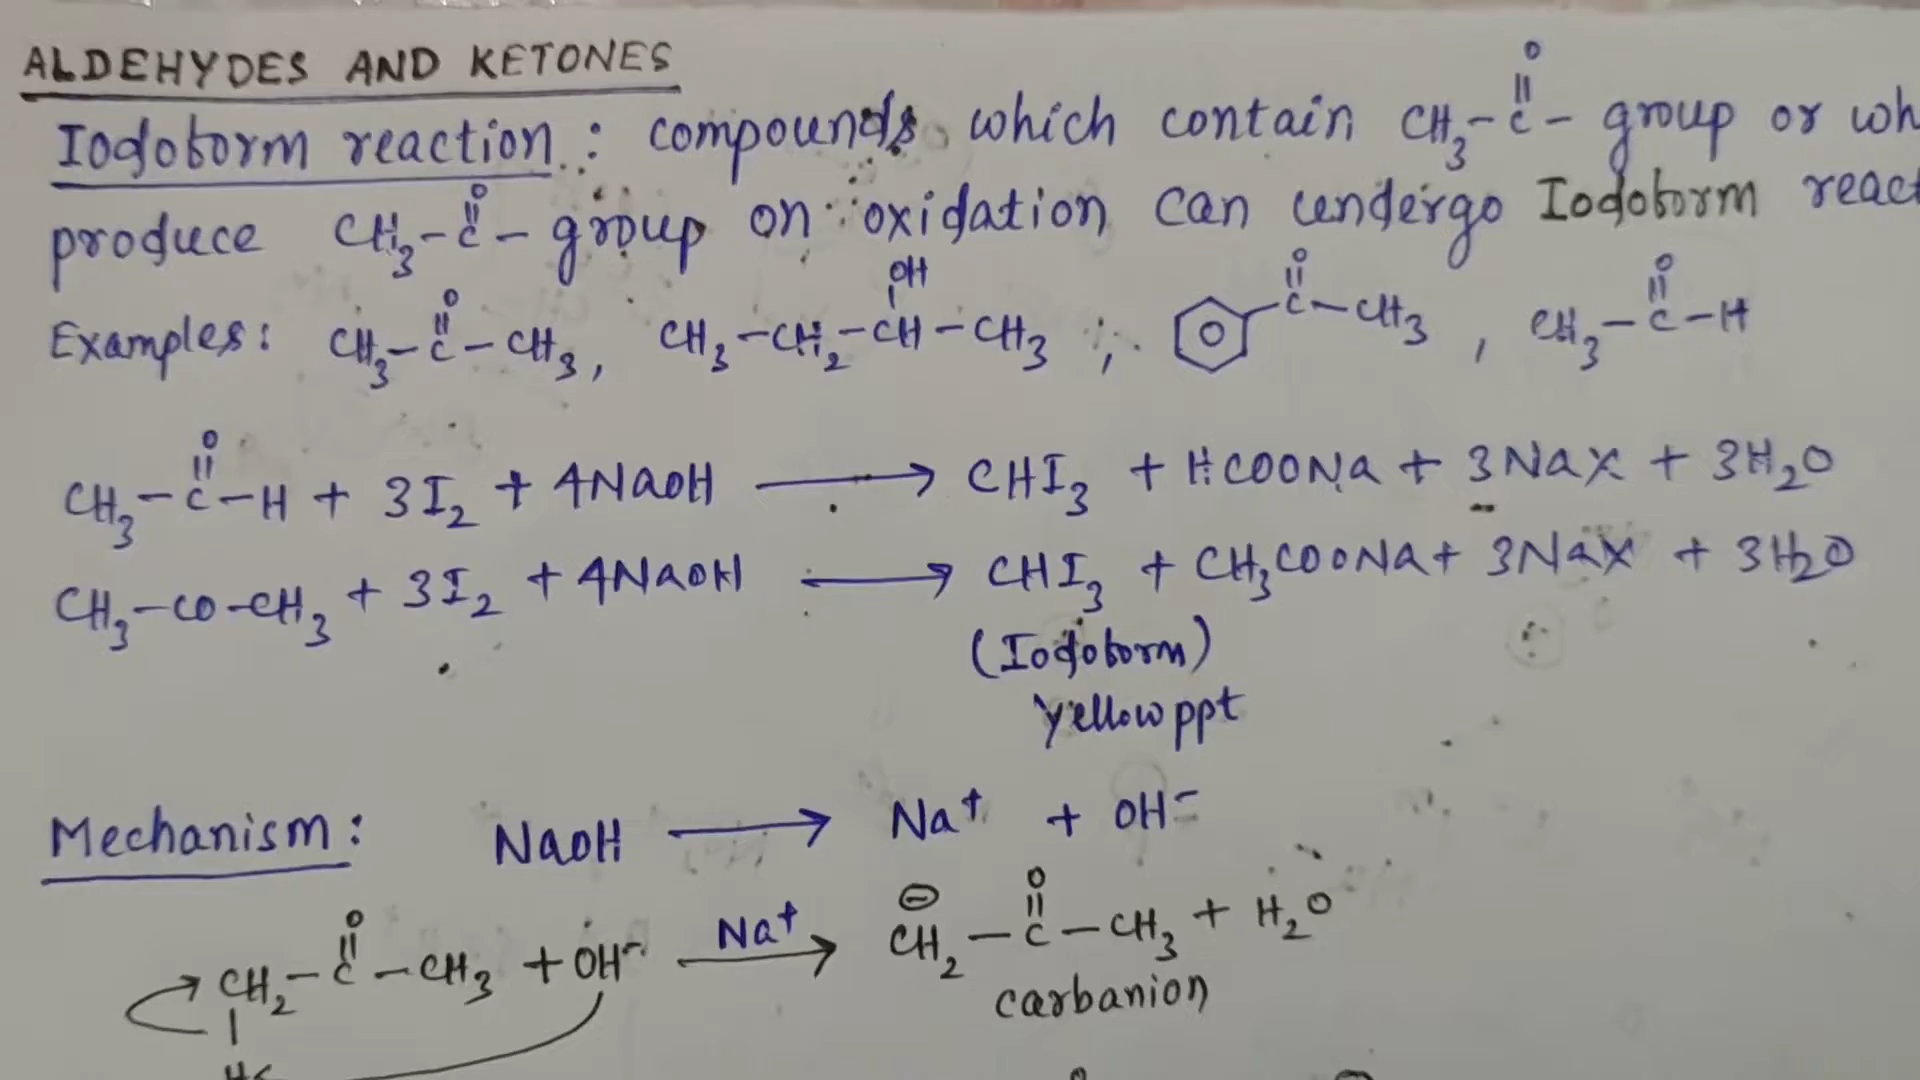 ALDEHYDES AND KETONES
Iodoform reaction : compounds which contain CH₃-C(=O)- group or wh
produce CH₃-C(=O)- group on oxidation can undergo Iodoform react
Examples: CH₃-C(=O)-CH₃, CH₃-CH₂-CH(OH)-CH₃, ⌬-C(=O)-CH₃, CH₃-C(=O)-H
CH₃-C(=O)-H + 3I₂ + 4NaOH ⟶ CHI₃ + HCOONa + 3NaX + 3H₂O
CH₃-CO-CH₃ + 3I₂ + 4NaOH ⟶ CHI₃ + CH₃COONa + 3NaX + 3H₂O
(Iodoform)
yellow ppt
Mechanism: NaOH ⟶ Na⁺ + OH⁻
CH₂-C(=O)-CH₃ + OH⁻ ⟶ Na⁺ ⊖CH₂-C(=O)-CH₃ + H₂O
carbanion
H